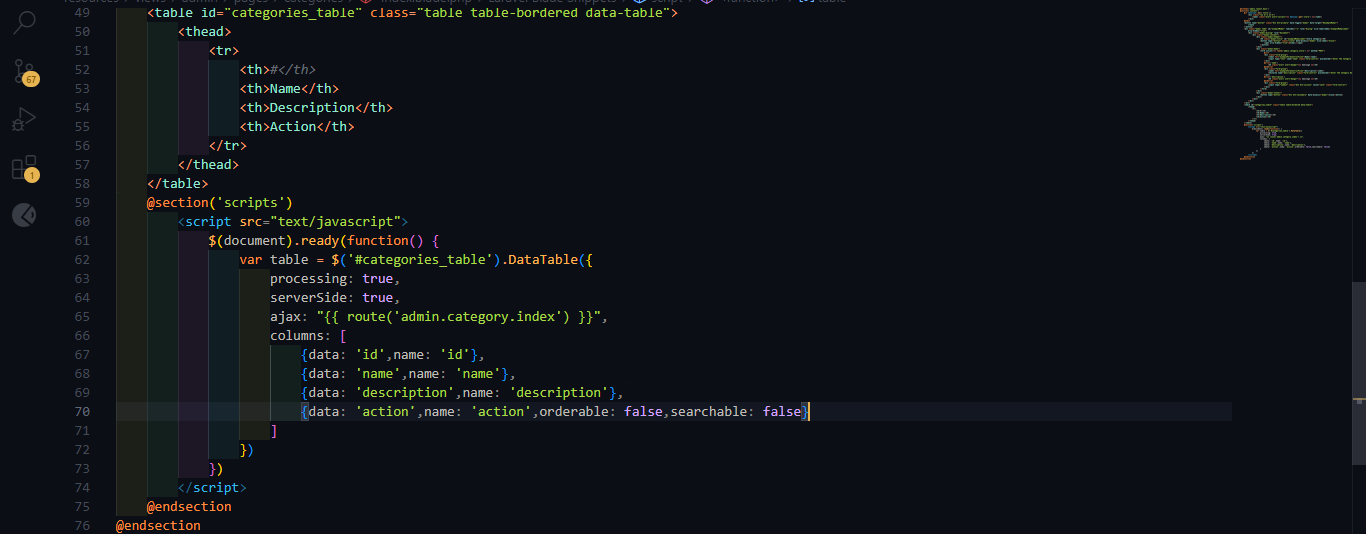 49 <table id="categories_table" class="table table-bordered data-table">
50 <thead>
51 <tr>
52 <th>#</th>
53 <th>Name</th>
54 <th>Description</th>
55 <th>Action</th>
56 </tr>
57 </thead>
58 </table>
59 @section('scripts')
60 <script src="text/javascript">
61 $(document).ready(function() {
62 var table = $('#categories_table').DataTable({
63 processing: true,
64 serverSide: true,
65 ajax: "{{ route('admin.category.index') }}",
66 columns: [
67 {data: 'id',name: 'id'},
68 {data: 'name',name: 'name'},
69 {data: 'description',name: 'description'},
70 {data: 'action',name: 'action',orderable: false,searchable: false}
71 ]
72 })
73 })
74 </script>
75 @endsection
76 @endsection
67
1